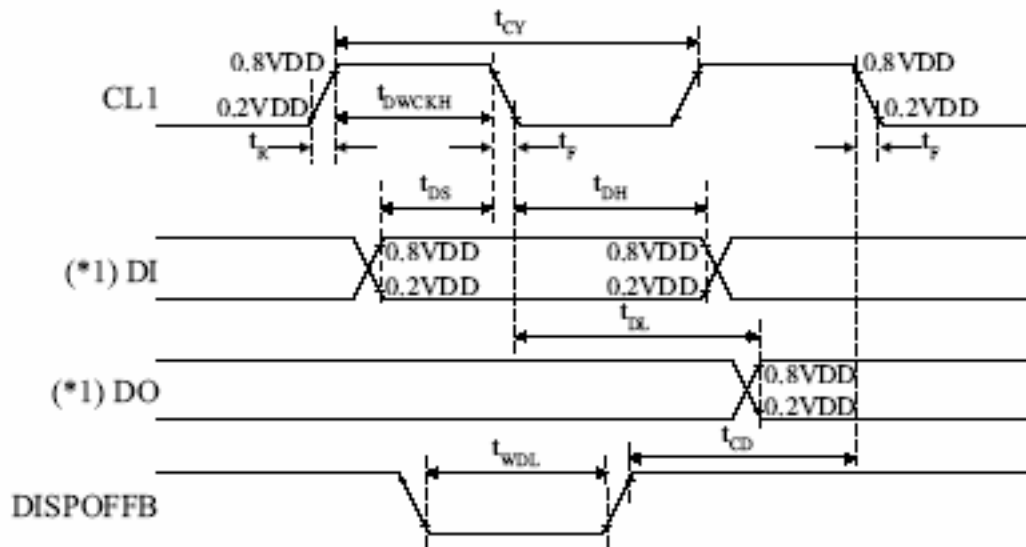 tCY
0.8VDD 0.8VDD
CL1 tDWCKH
0.2VDD 0.2VDD
tR tF tF
tDS tDH
0.8VDD 0.8VDD
(*1) DI
0.2VDD 0.2VDD
tDL
(*1) DO 0.8VDD
0.2VDD
tWDL tCD
DISPOFFB